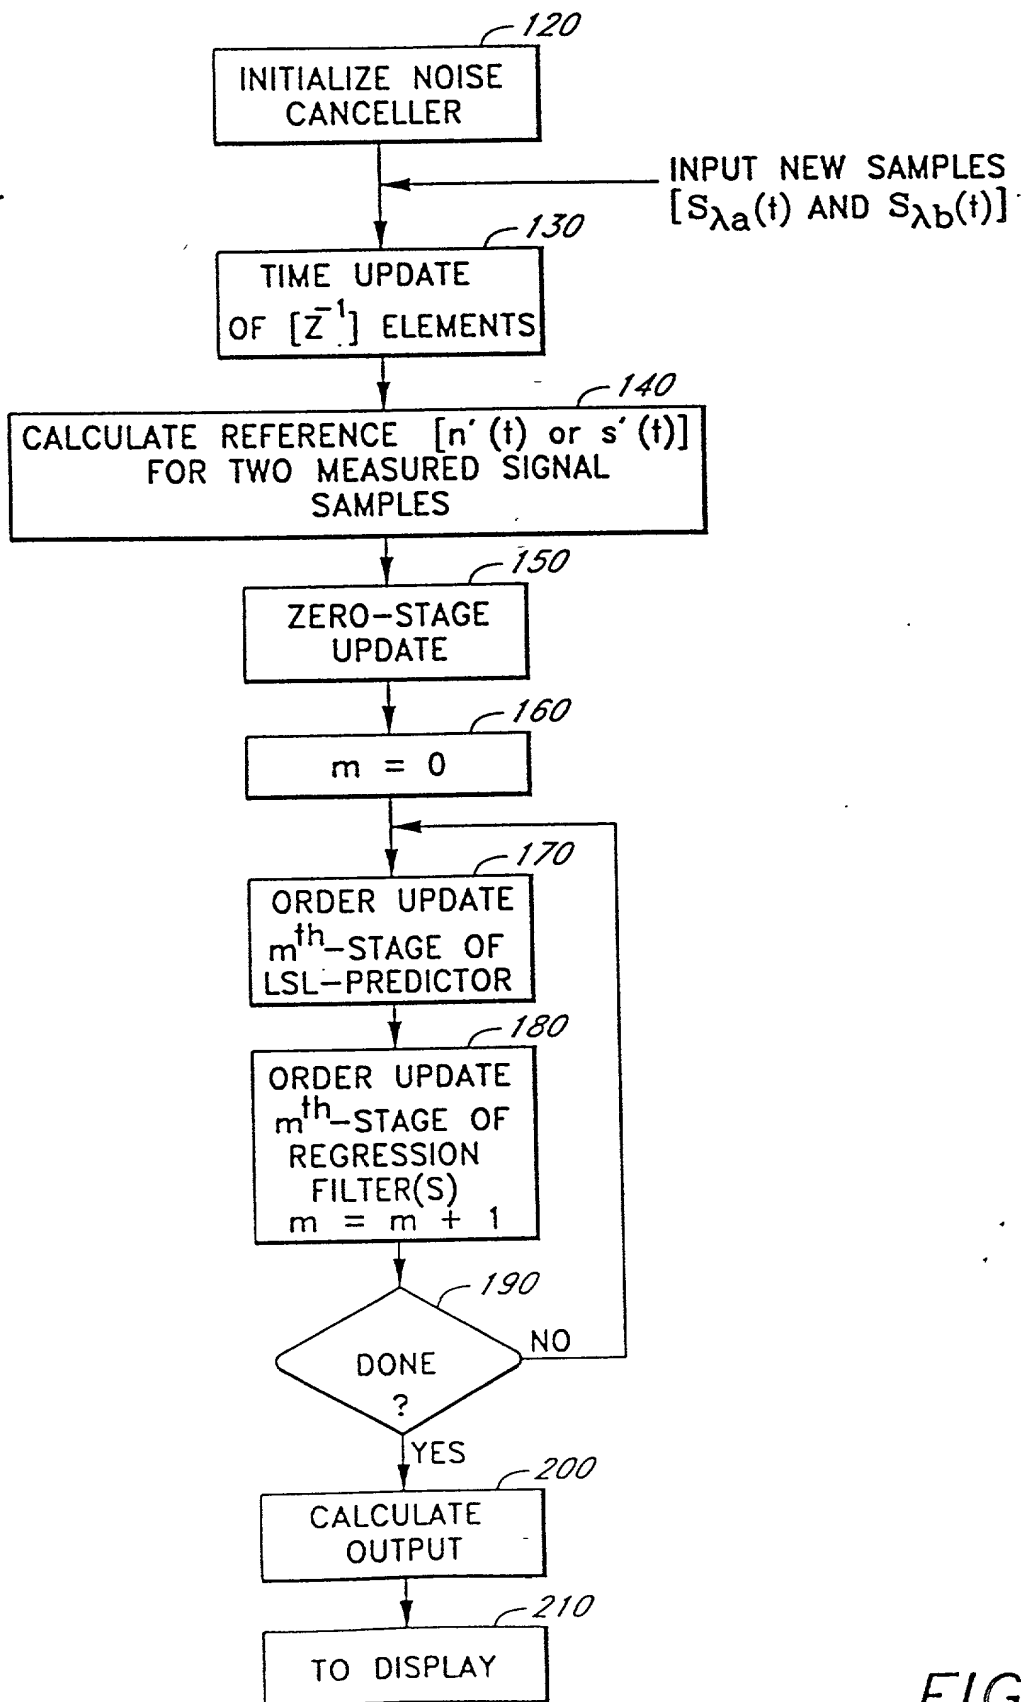 120
INITIALIZE NOISE
CANCELLER
INPUT NEW SAMPLES
[Sλa(t) AND Sλb(t)]
130
TIME UPDATE
OF [Z⁻¹] ELEMENTS
140
CALCULATE REFERENCE [n′(t) or s′(t)]
FOR TWO MEASURED SIGNAL
SAMPLES
150
ZERO-STAGE
UPDATE
160
m = 0
170
ORDER UPDATE
mᵗʰ-STAGE OF
LSL-PREDICTOR
180
ORDER UPDATE
mᵗʰ-STAGE OF
REGRESSION
FILTER(S)
m = m + 1
190
DONE
?
NO
YES
200
CALCULATE
OUTPUT
210
TO DISPLAY
FIG